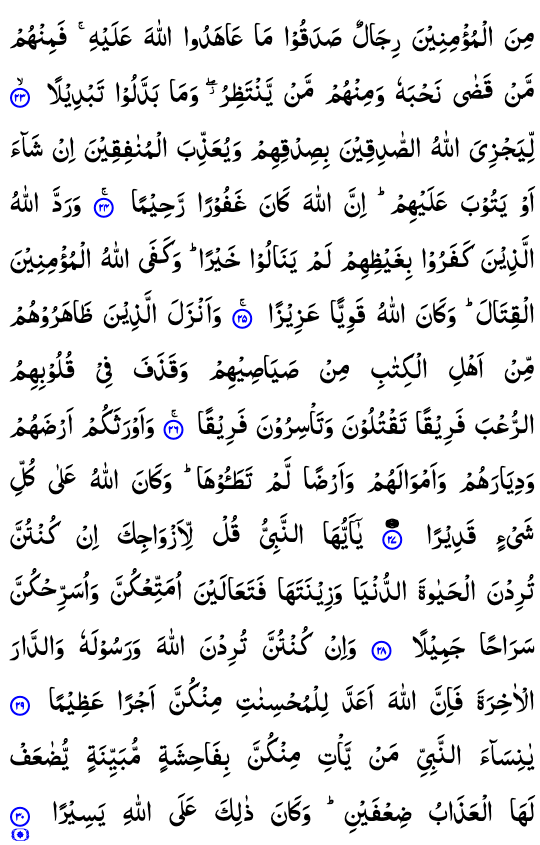 مِنَ الْمُؤْمِنِيْنَ رِجَالٌ صَدَقُوْا مَا عَاهَدُوا اللّٰهَ عَلَيْهِ ۚ فَمِنْهُمْ
مَّنْ قَضٰى نَحْبَهٗ وَمِنْهُمْ مَّنْ يَّنْتَظِرُ ۖ وَمَا بَدَّلُوْا تَبْدِيْلًا ۙ ٢٣
لِّيَجْزِىَ اللّٰهُ الصّٰدِقِيْنَ بِصِدْقِهِمْ وَيُعَذِّبَ الْمُنٰفِقِيْنَ اِنْ شَآءَ
اَوْ يَتُوْبَ عَلَيْهِمْ ؕ اِنَّ اللّٰهَ كَانَ غَفُوْرًا رَّحِيْمًا ۚ ٢٤ وَرَدَّ اللّٰهُ
الَّذِيْنَ كَفَرُوْا بِغَيْظِهِمْ لَمْ يَنَالُوْا خَيْرًا ؕ وَكَفَى اللّٰهُ الْمُؤْمِنِيْنَ
الْقِتَالَ ؕ وَكَانَ اللّٰهُ قَوِيًّا عَزِيْزًا ۚ ٢٥ وَاَنْزَلَ الَّذِيْنَ ظَاهَرُوْهُمْ
مِّنْ اَهْلِ الْكِتٰبِ مِنْ صَيَاصِيْهِمْ وَقَذَفَ فِىْ قُلُوْبِهِمُ
الرُّعْبَ فَرِيْقًا تَقْتُلُوْنَ وَتَاْسِرُوْنَ فَرِيْقًا ۚ ٢٦ وَاَوْرَثَكُمْ اَرْضَهُمْ
وَدِيَارَهُمْ وَاَمْوَالَهُمْ وَاَرْضًا لَّمْ تَطَـُٔوْهَا ؕ وَكَانَ اللّٰهُ عَلٰى كُلِّ
شَىْءٍ قَدِيْرًا ٢٧ يٰۤاَيُّهَا النَّبِىُّ قُلْ لِّاَزْوَاجِكَ اِنْ كُنْتُنَّ
تُرِدْنَ الْحَيٰوةَ الدُّنْيَا وَزِيْنَتَهَا فَتَعَالَيْنَ اُمَتِّعْكُنَّ وَاُسَرِّحْكُنَّ
سَرَاحًا جَمِيْلًا ٢٨ وَاِنْ كُنْتُنَّ تُرِدْنَ اللّٰهَ وَرَسُوْلَهٗ وَالدَّارَ
الْاٰخِرَةَ فَاِنَّ اللّٰهَ اَعَدَّ لِلْمُحْسِنٰتِ مِنْكُنَّ اَجْرًا عَظِيْمًا ٢٩
يٰنِسَآءَ النَّبِىِّ مَنْ يَّاْتِ مِنْكُنَّ بِفَاحِشَةٍ مُّبَيِّنَةٍ يُّضٰعَفْ
لَهَا الْعَذَابُ ضِعْفَيْنِ ؕ وَكَانَ ذٰلِكَ عَلَى اللّٰهِ يَسِيْرًا ٣٠